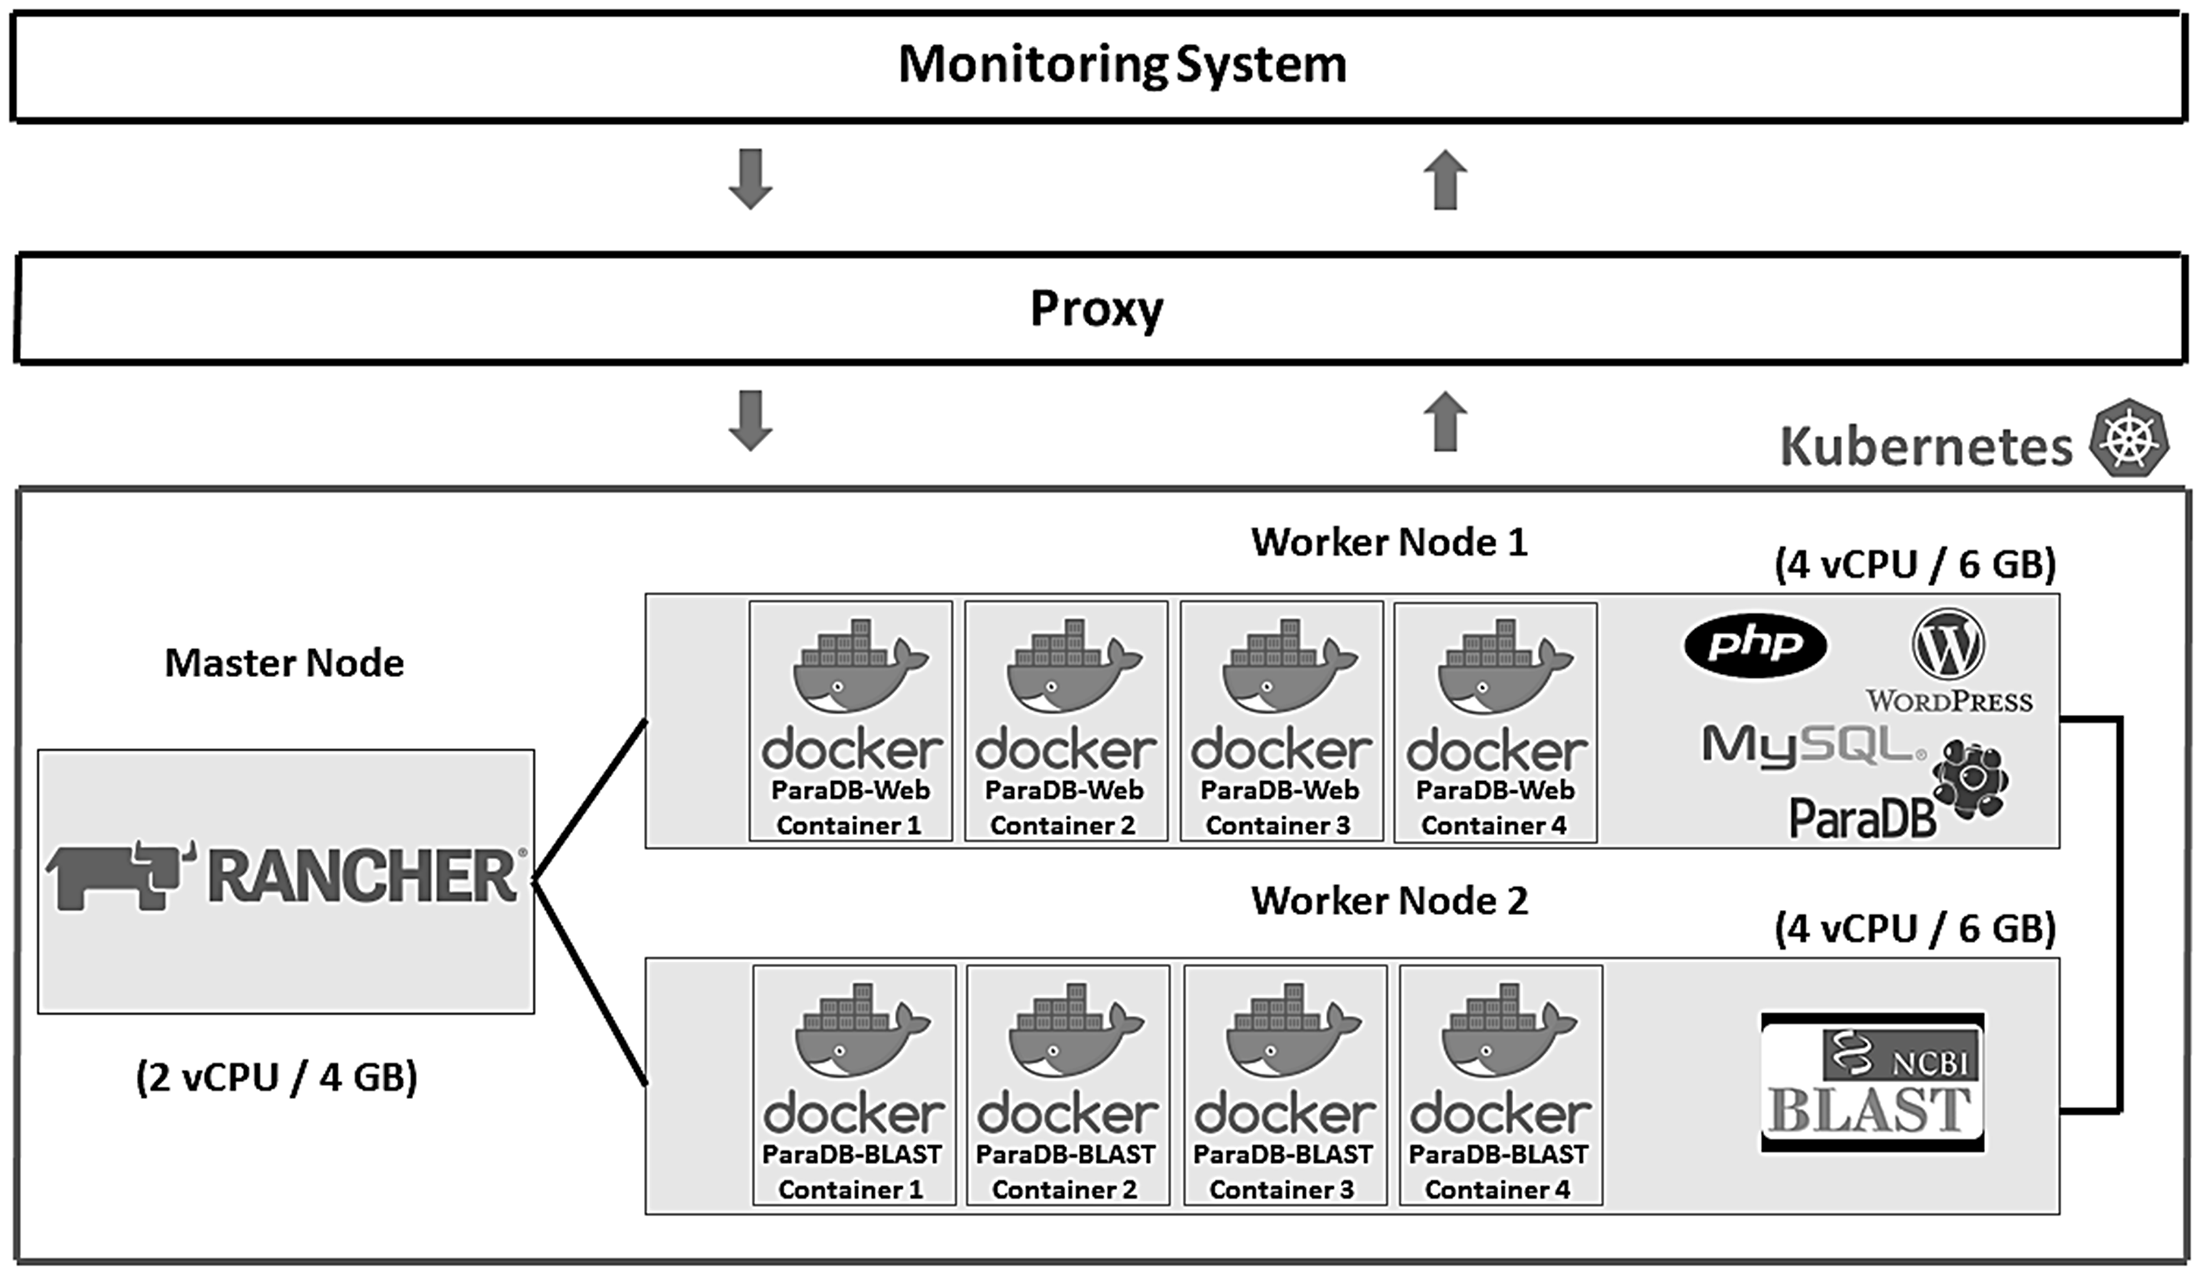 Monitoring System
Proxy
Kubernetes
Worker Node 1
(4 vCPU / 6 GB)
Master Node
RANCHER®
(2 vCPU / 4 GB)
docker
ParaDB-Web
Container 1
docker
ParaDB-Web
Container 2
docker
ParaDB-Web
Container 3
docker
ParaDB-Web
Container 4
php
WORDPRESS
MySQL®
ParaDB
Worker Node 2
(4 vCPU / 6 GB)
docker
ParaDB-BLAST
Container 1
docker
ParaDB-BLAST
Container 2
docker
ParaDB-BLAST
Container 3
docker
ParaDB-BLAST
Container 4
NCBI
BLAST